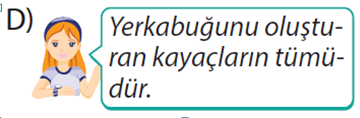 D)
Yerkabuğunu oluştu-
ran kayaçların tümü-
dür.